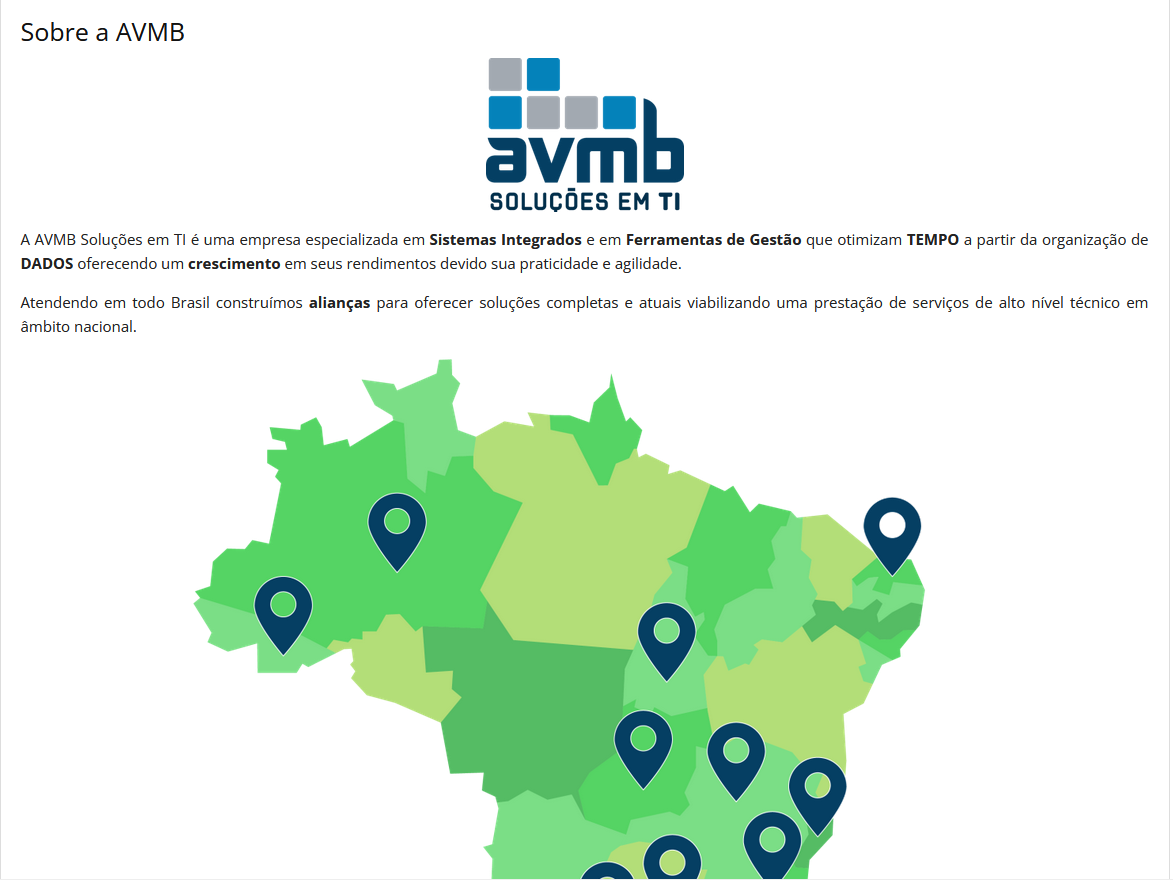 Sobre a AVMB
avmb
SOLUÇÕES EM TI
A AVMB Soluções em TI é uma empresa especializada em Sistemas Integrados e em Ferramentas de Gestão que otimizam TEMPO a partir da organização de
DADOS oferecendo um crescimento em seus rendimentos devido sua praticidade e agilidade.
Atendendo em todo Brasil construímos alianças para oferecer soluções completas e atuais viabilizando uma prestação de serviços de alto nível técnico em
âmbito nacional.